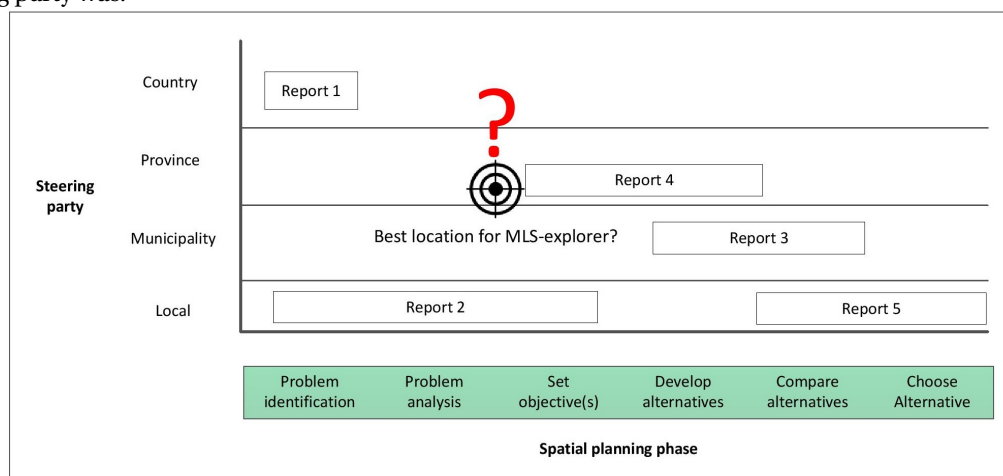 g party was.
Country
Report 1
?
Province
Report 4
Steering
party
Municipality
Best location for MLS-explorer?
Report 3
Local
Report 2
Report 5
Problem
identification
Problem
analysis
Set
objective(s)
Develop
alternatives
Compare
alternatives
Choose
Alternative
Spatial planning phase